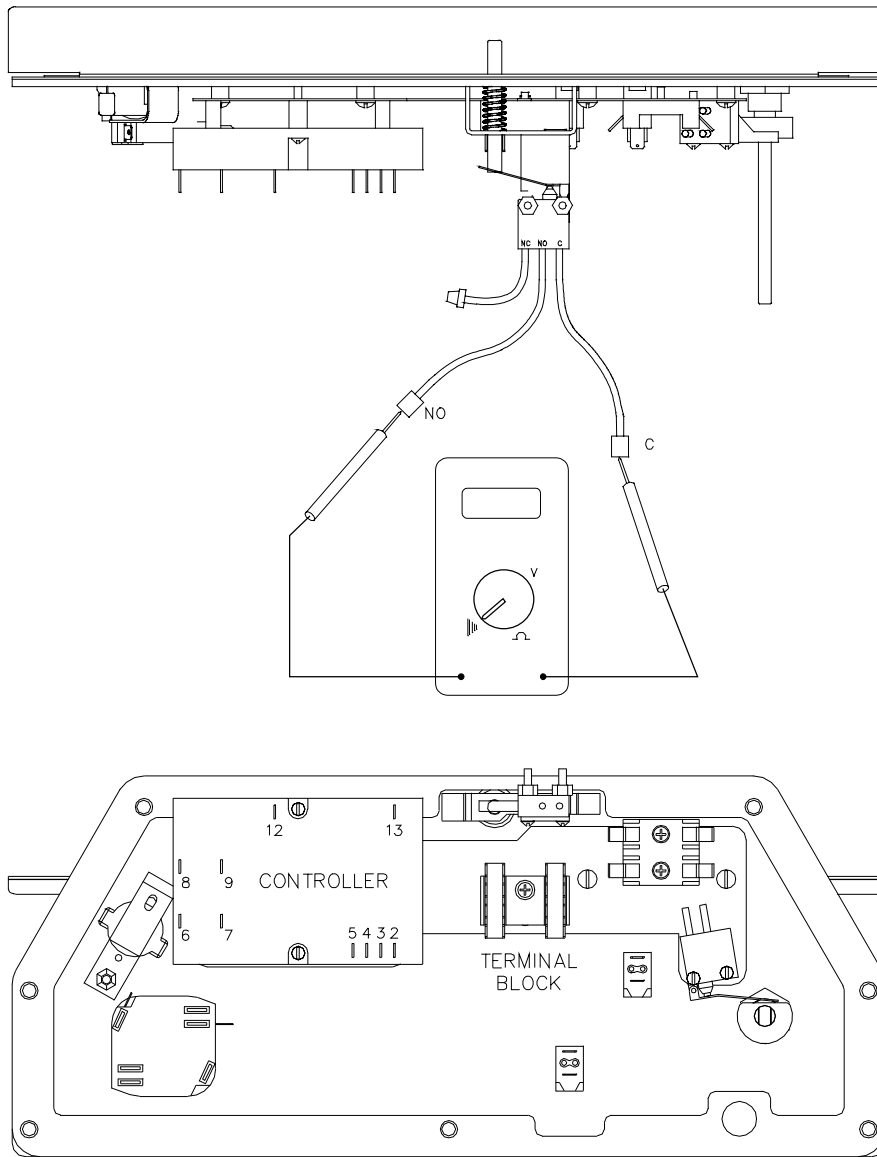 NC NO C
NO
C
V
Ω
12
13
8 9
CONTROLLER
6 7
5 4 3 2
TERMINAL
BLOCK